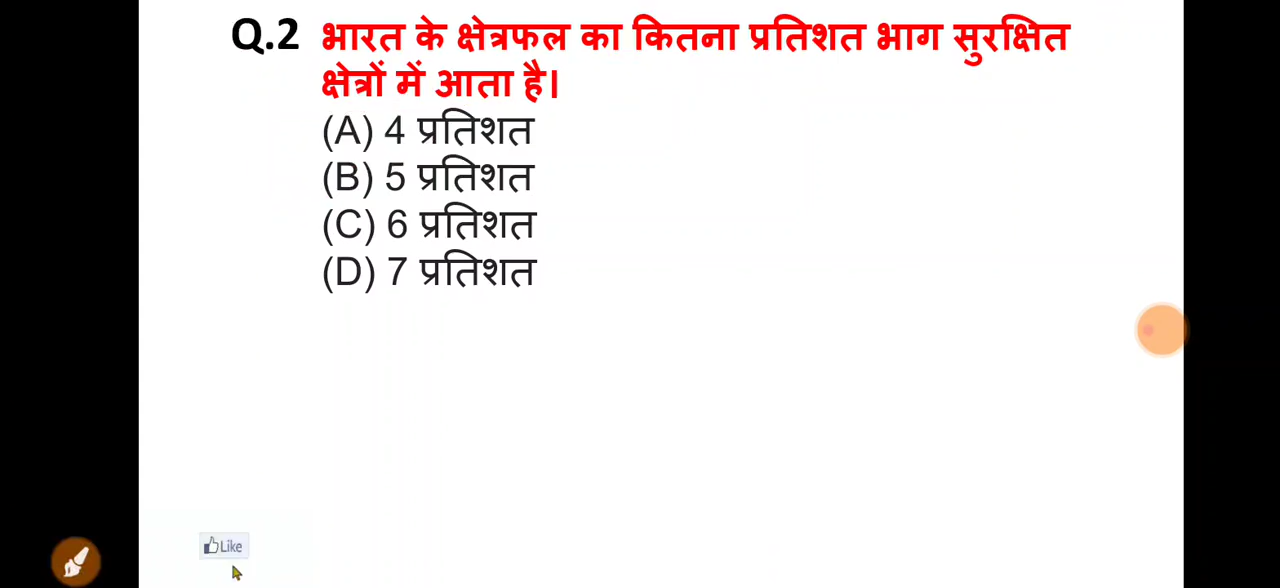 Q.2 भारत के क्षेत्रफल का कितना प्रतिशत भाग सुरक्षित
क्षेत्रों में आता है।
(A) 4 प्रतिशत
(B) 5 प्रतिशत
(C) 6 प्रतिशत
(D) 7 प्रतिशत
Like